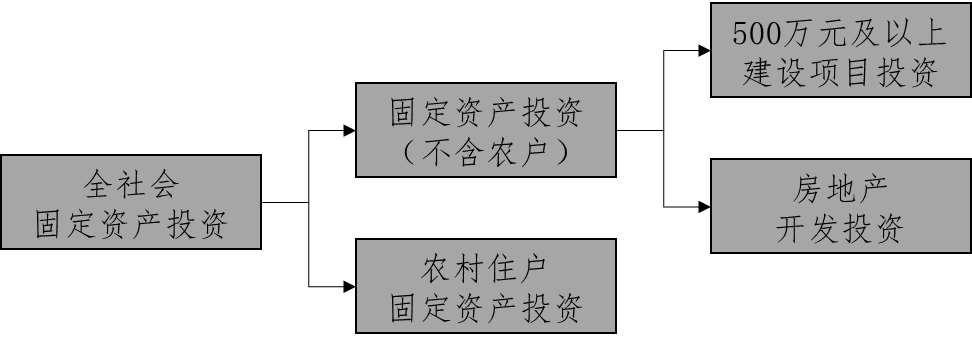 全社会
固定资产投资
固定资产投资
（不含农户）
农村住户
固定资产投资
500万元及以上
建设项目投资
房地产
开发投资